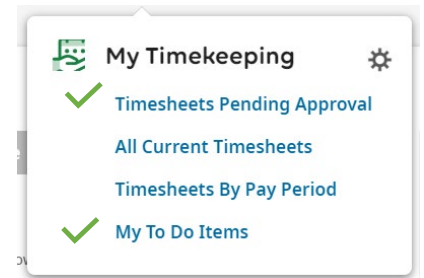 My Timekeeping
Timesheets Pending Approval
All Current Timesheets
Timesheets By Pay Period
My To Do Items